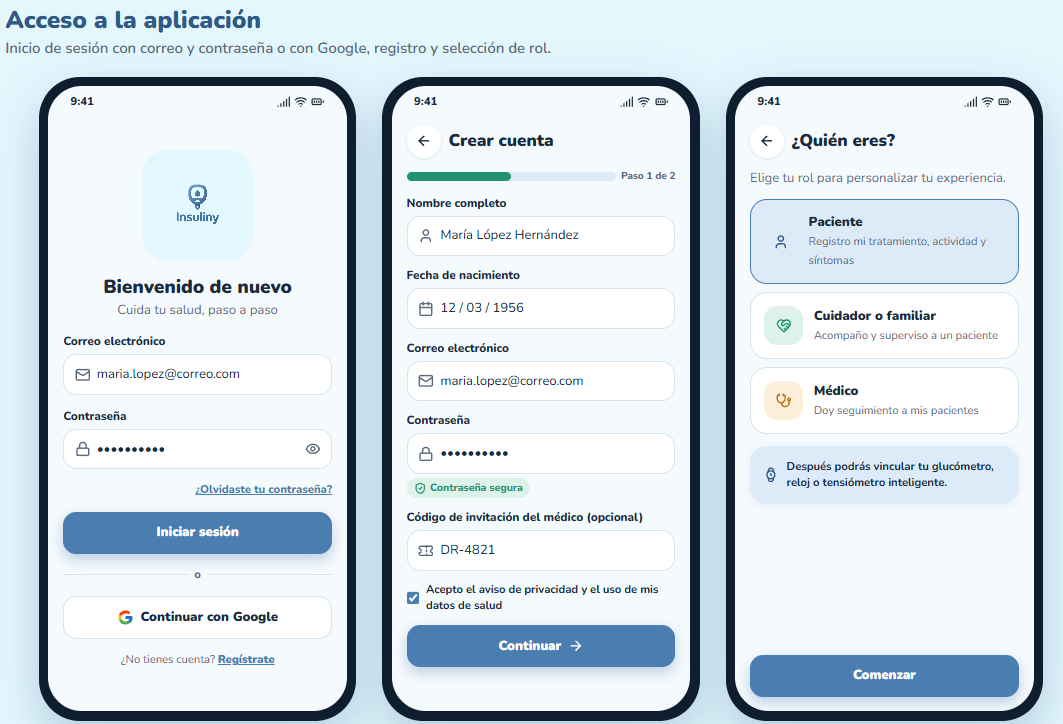 Acceso a la aplicación
Inicio de sesión con correo y contraseña o con Google, registro y selección de rol.
9:41
Insuliny
Bienvenido de nuevo
Cuida tu salud, paso a paso
Correo electrónico
maria.lopez@correo.com
Contraseña
••••••••••
¿Olvidaste tu contraseña?
Iniciar sesión
o
Continuar con Google
¿No tienes cuenta? Regístrate
9:41
Crear cuenta
Paso 1 de 2
Nombre completo
María López Hernández
Fecha de nacimiento
12 / 03 / 1956
Correo electrónico
maria.lopez@correo.com
Contraseña
••••••••••
Contraseña segura
Código de invitación del médico (opcional)
DR-4821
Acepto el aviso de privacidad y el uso de mis
datos de salud
Continuar →
9:41
¿Quién eres?
Elige tu rol para personalizar tu experiencia.
Paciente
Registro mi tratamiento, actividad y
síntomas
Cuidador o familiar
Acompaño y superviso a un paciente
Médico
Doy seguimiento a mis pacientes
Después podrás vincular tu glucómetro,
reloj o tensiómetro inteligente.
Comenzar